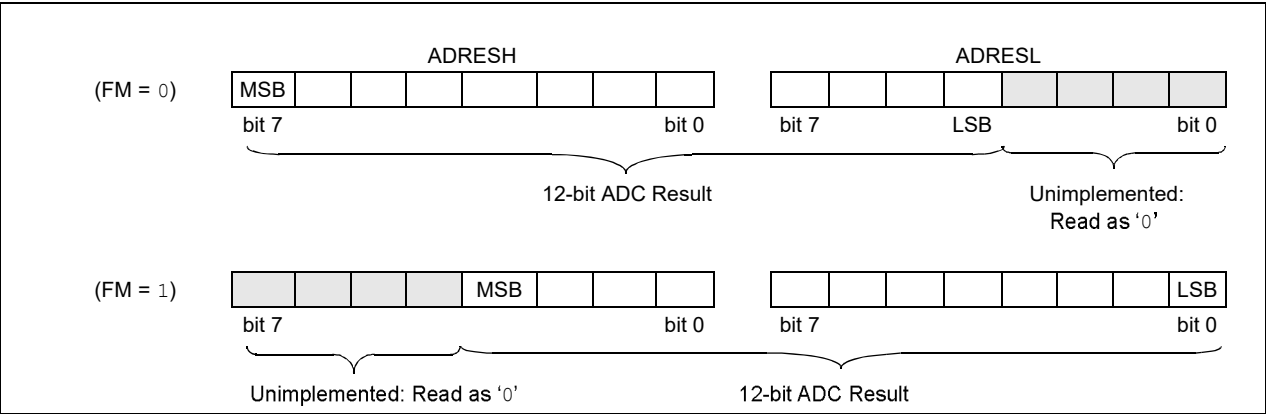 ADRESH ADRESL
(FM = 0) MSB
bit 7 bit 0 bit 7 LSB bit 0
12-bit ADC Result Unimplemented:
Read as ‘0’
(FM = 1) MSB LSB
bit 7 bit 0 bit 7 bit 0
Unimplemented: Read as ‘0’ 12-bit ADC Result